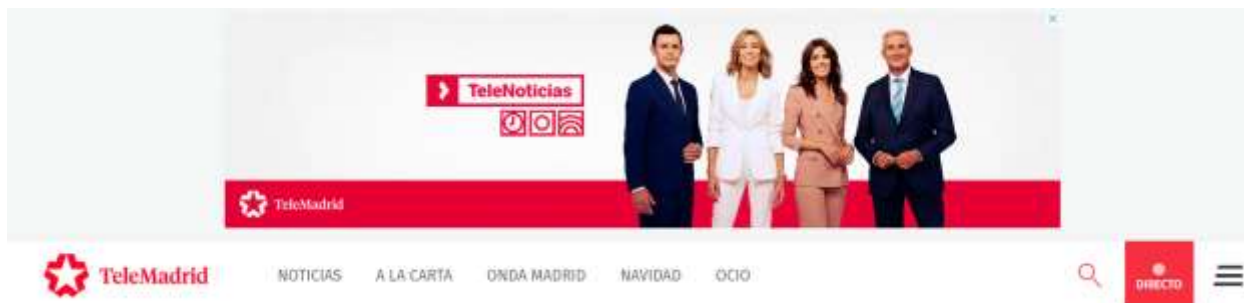 TeleNoticias
TeleMadrid
TeleMadrid NOTICIAS A LA CARTA ONDA MADRID NAVIDAD OCIO DIRECTO